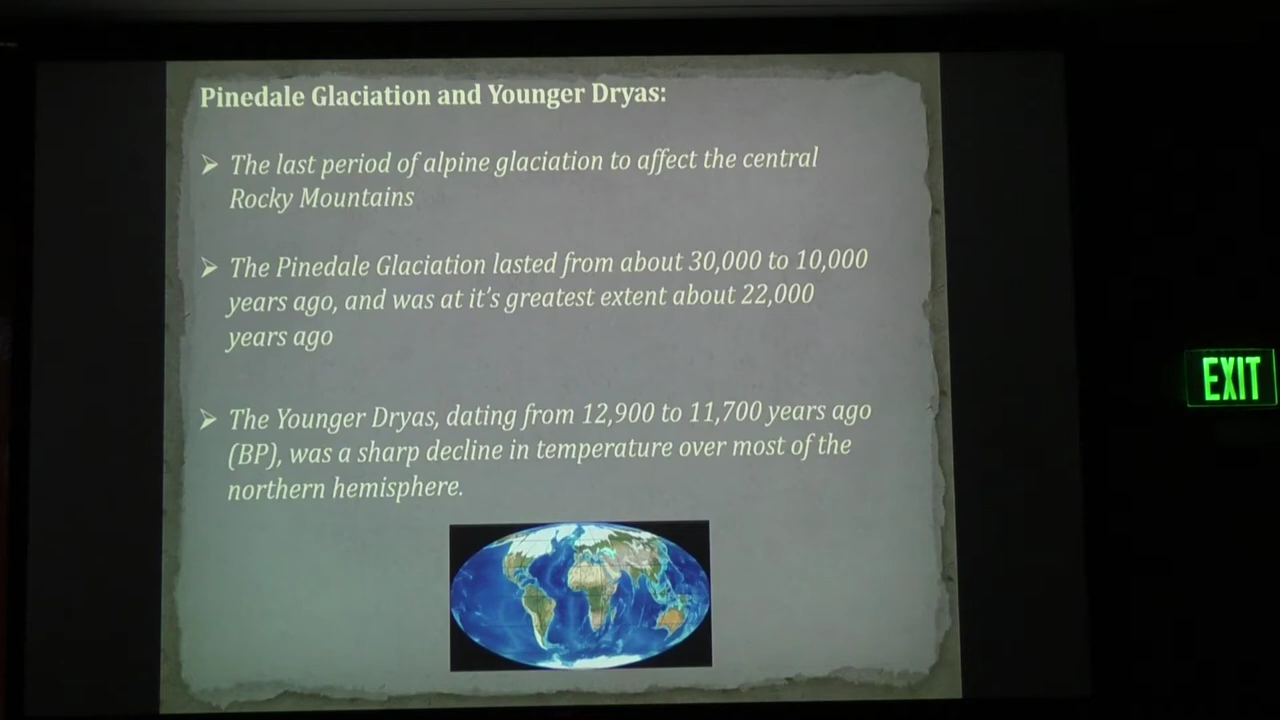 Pinedale Glaciation and Younger Dryas:
➢ The last period of alpine glaciation to affect the central
Rocky Mountains
➢ The Pinedale Glaciation lasted from about 30,000 to 10,000
years ago, and was at it's greatest extent about 22,000
years ago
➢ The Younger Dryas, dating from 12,900 to 11,700 years ago
(BP), was a sharp decline in temperature over most of the
northern hemisphere.
EXIT